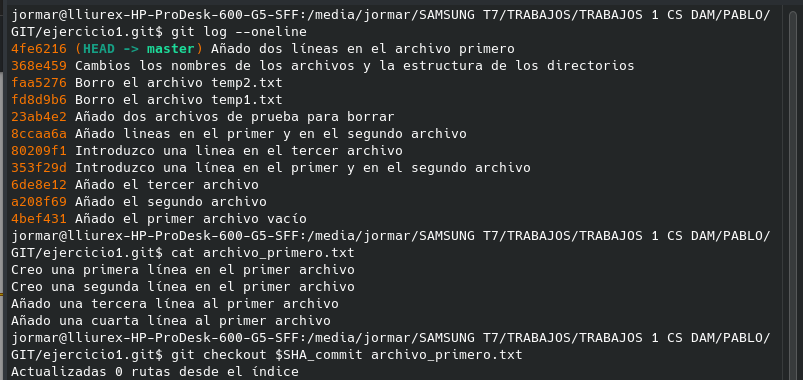 jormar@lliurex-HP-ProDesk-600-G5-SFF:/media/jormar/SAMSUNG T7/TRABAJOS/TRABAJOS 1 CS DAM/PABLO/
GIT/ejercicio1.git$ git log --oneline
4fe6216 (HEAD -> master) Añado dos líneas en el archivo primero
368e459 Cambios los nombres de los archivos y la estructura de los directorios
faa5276 Borro el archivo temp2.txt
fd8d9b6 Borro el archivo temp1.txt
23ab4e2 Añado dos archivos de prueba para borrar
8ccaa6a Añado lineas en el primer y en el segundo archivo
80209f1 Introduzco una linea en el tercer archivo
353f29d Introduzco una línea en el primer y en el segundo archivo
6de8e12 Añado el tercer archivo
a208f69 Añado el segundo archivo
4bef431 Añado el primer archivo vacío
jormar@lliurex-HP-ProDesk-600-G5-SFF:/media/jormar/SAMSUNG T7/TRABAJOS/TRABAJOS 1 CS DAM/PABLO/
GIT/ejercicio1.git$ cat archivo_primero.txt
Creo una primera línea en el primer archivo
Creo una segunda línea en el primer archivo
Añado una tercera línea al primer archivo
Añado una cuarta línea al primer archivo
jormar@lliurex-HP-ProDesk-600-G5-SFF:/media/jormar/SAMSUNG T7/TRABAJOS/TRABAJOS 1 CS DAM/PABLO/
GIT/ejercicio1.git$ git checkout $SHA_commit archivo_primero.txt
Actualizadas 0 rutas desde el índice